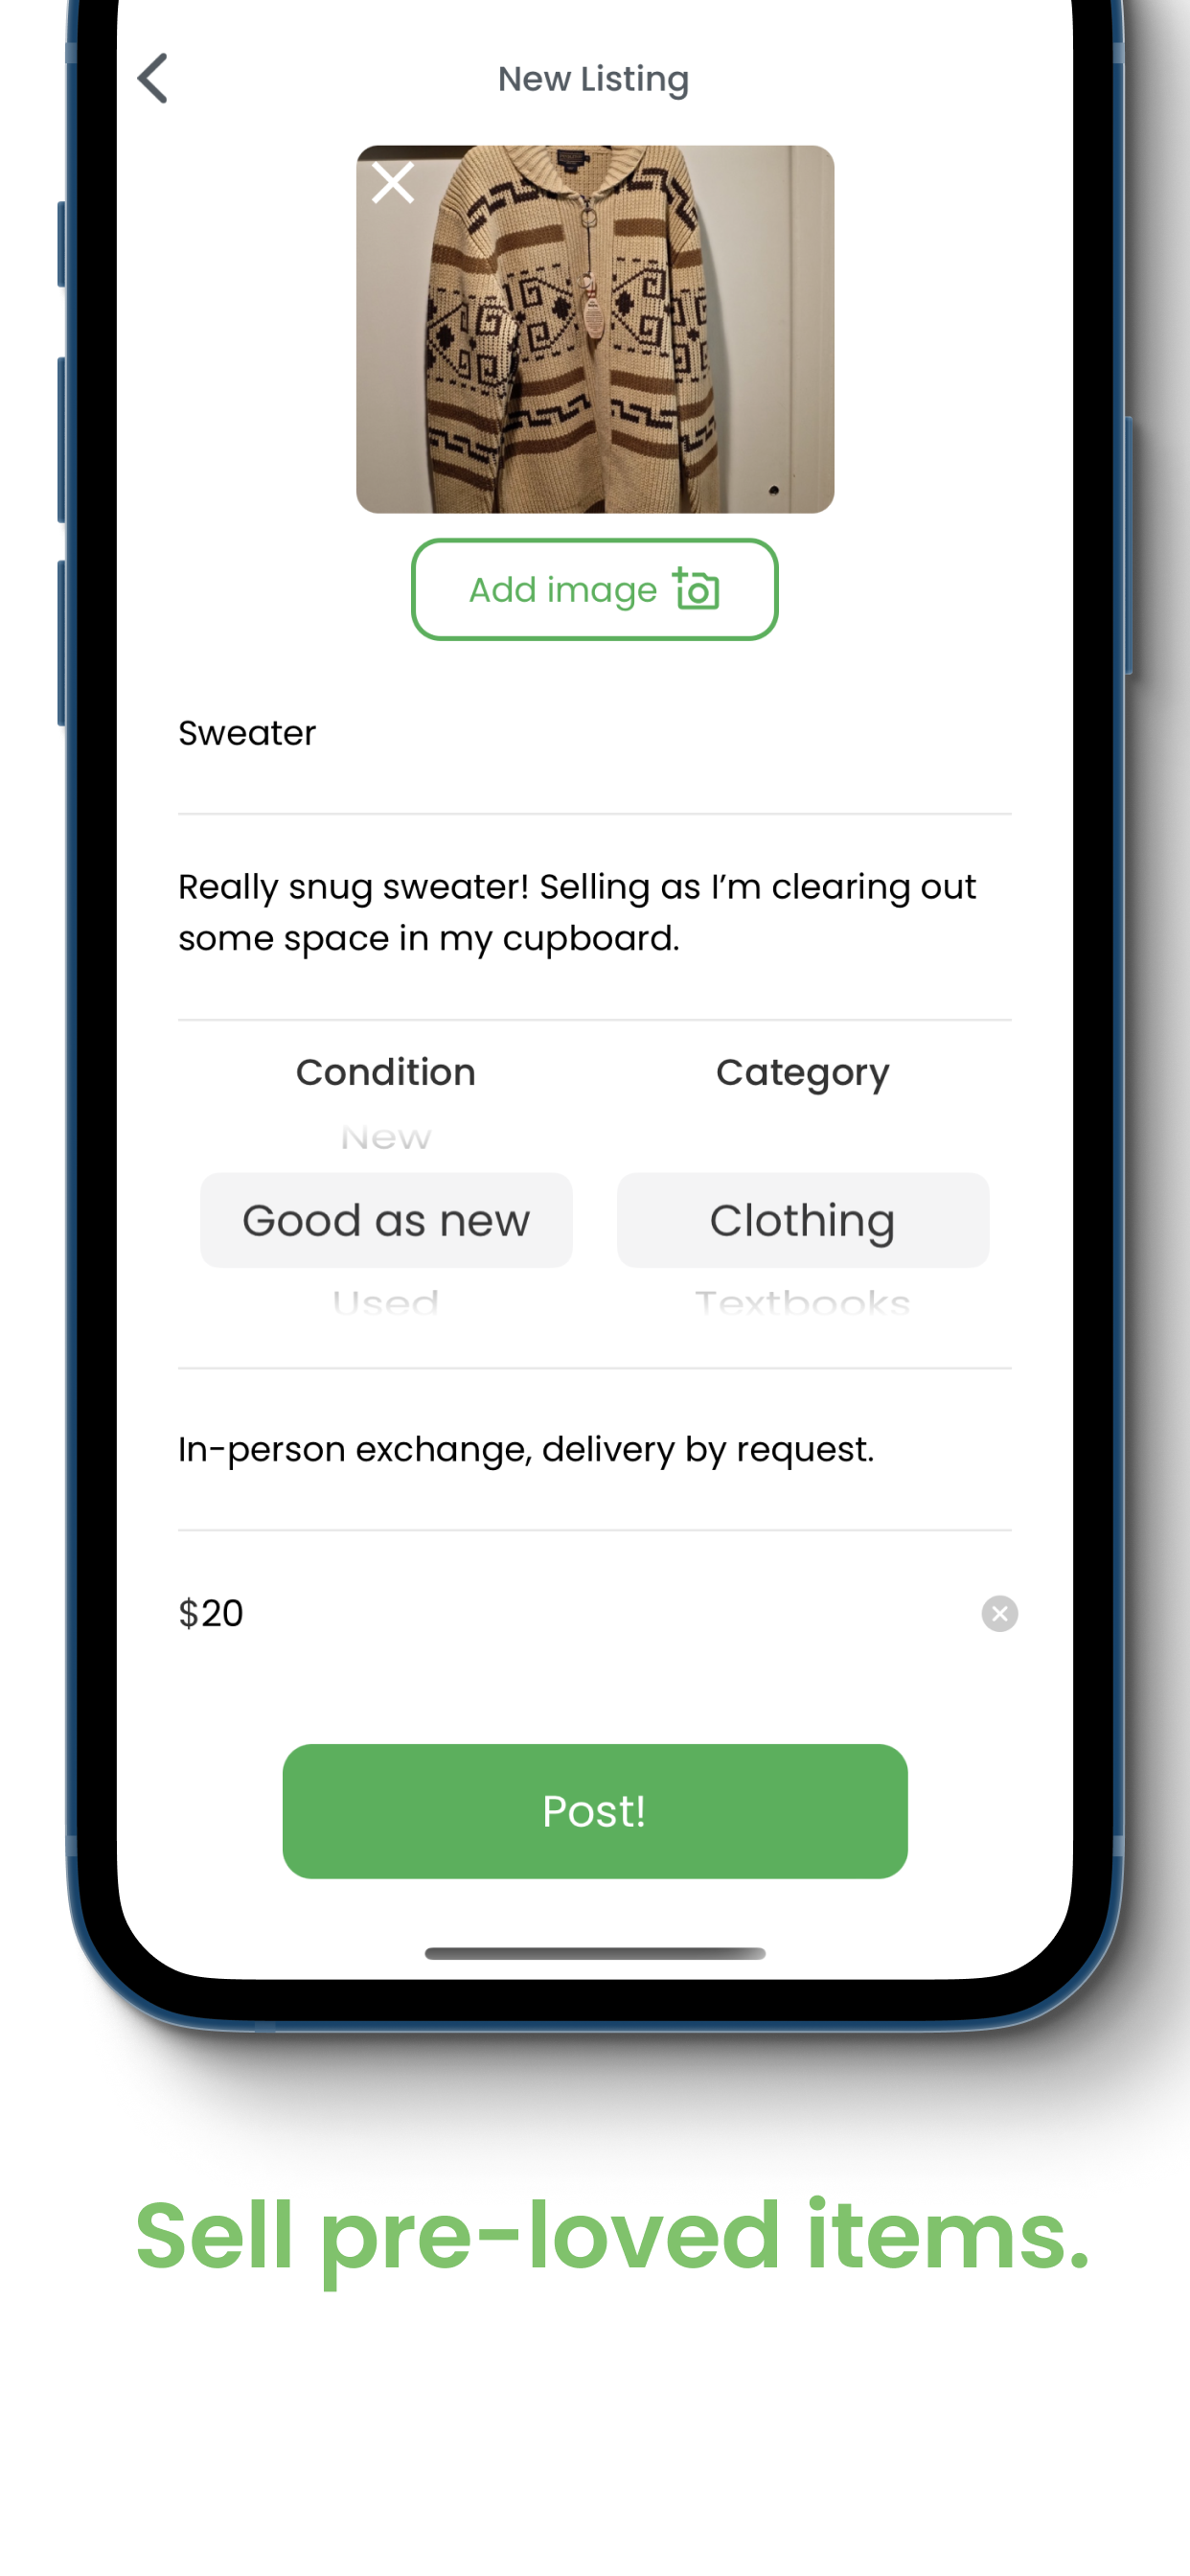 New Listing
Add image
Sweater
Really snug sweater! Selling as I’m clearing out
some space in my cupboard.
Condition
Category
New
Good as new
Clothing
Used
Textbooks
In-person exchange, delivery by request.
$20
Post!
Sell pre-loved items.